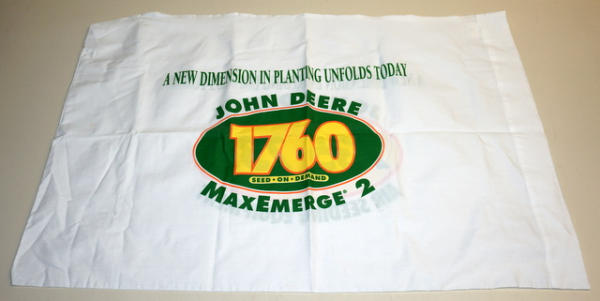 A NEW DIMENSION IN PLANTING UNFOLDS TODAY
JOHN DEERE
1760
SEED • ON • DEMAND
MAXEMERGE® 2